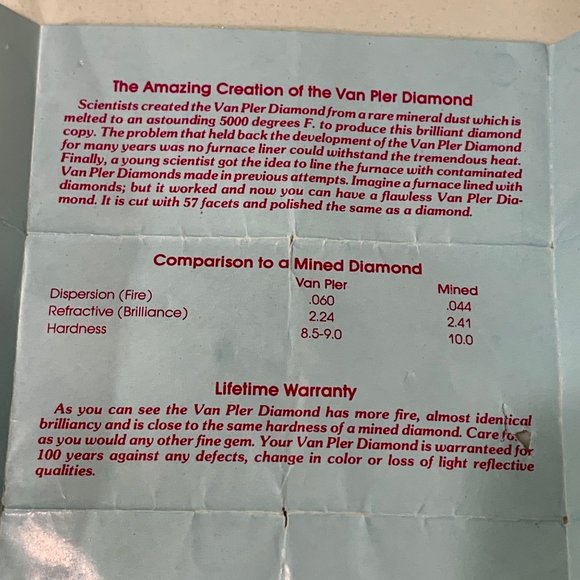 The Amazing Creation of the Van Pler Diamond
Scientists created the Van Pler Diamond from a rare mineral dust which is
melted to an astounding 5000 degrees F. to produce this brilliant diamond
copy. The problem that held back the development of the Van Pler Diamond
for many years was no furnace liner could withstand the tremendous heat.
Finally, a young scientist got the idea to line the furnace with contaminated
Van Pler Diamonds made in previous attempts. Imagine a furnace lined with
diamonds; but it worked and now you can have a flawless Van Pler Dia-
mond. It is cut with 57 facets and polished the same as a diamond.
Comparison to a Mined Diamond
Van Pler Mined
Dispersion (Fire) .060 .044
Refractive (Brilliance) 2.24 2.41
Hardness 8.5-9.0 10.0
Lifetime Warranty
As you can see the Van Pler Diamond has more fire, almost identical
brilliancy and is close to the same hardness of a mined diamond. Care
as you would any other fine gem. Your Van Pler Diamond is warranteed for
100 years against any defects, change in color or loss of light reflective
qualities.